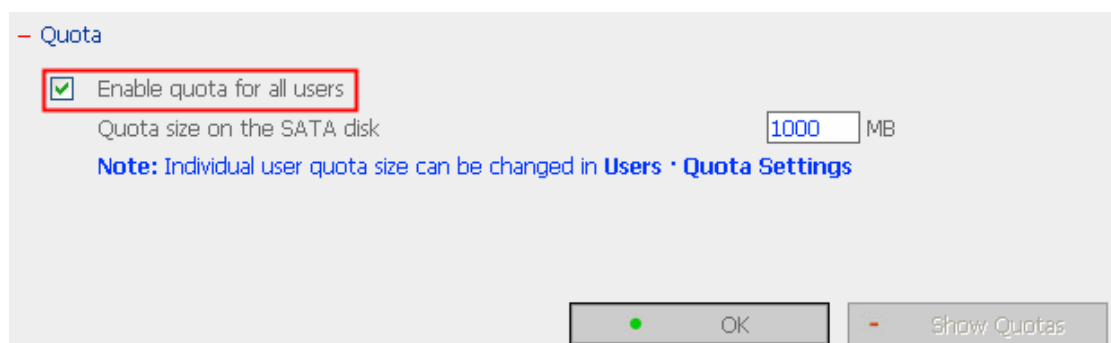 – Quota
Enable quota for all users
Quota size on the SATA disk 1000 MB
Note: Individual user quota size can be changed in Users · Quota Settings
OK - Show Quotas